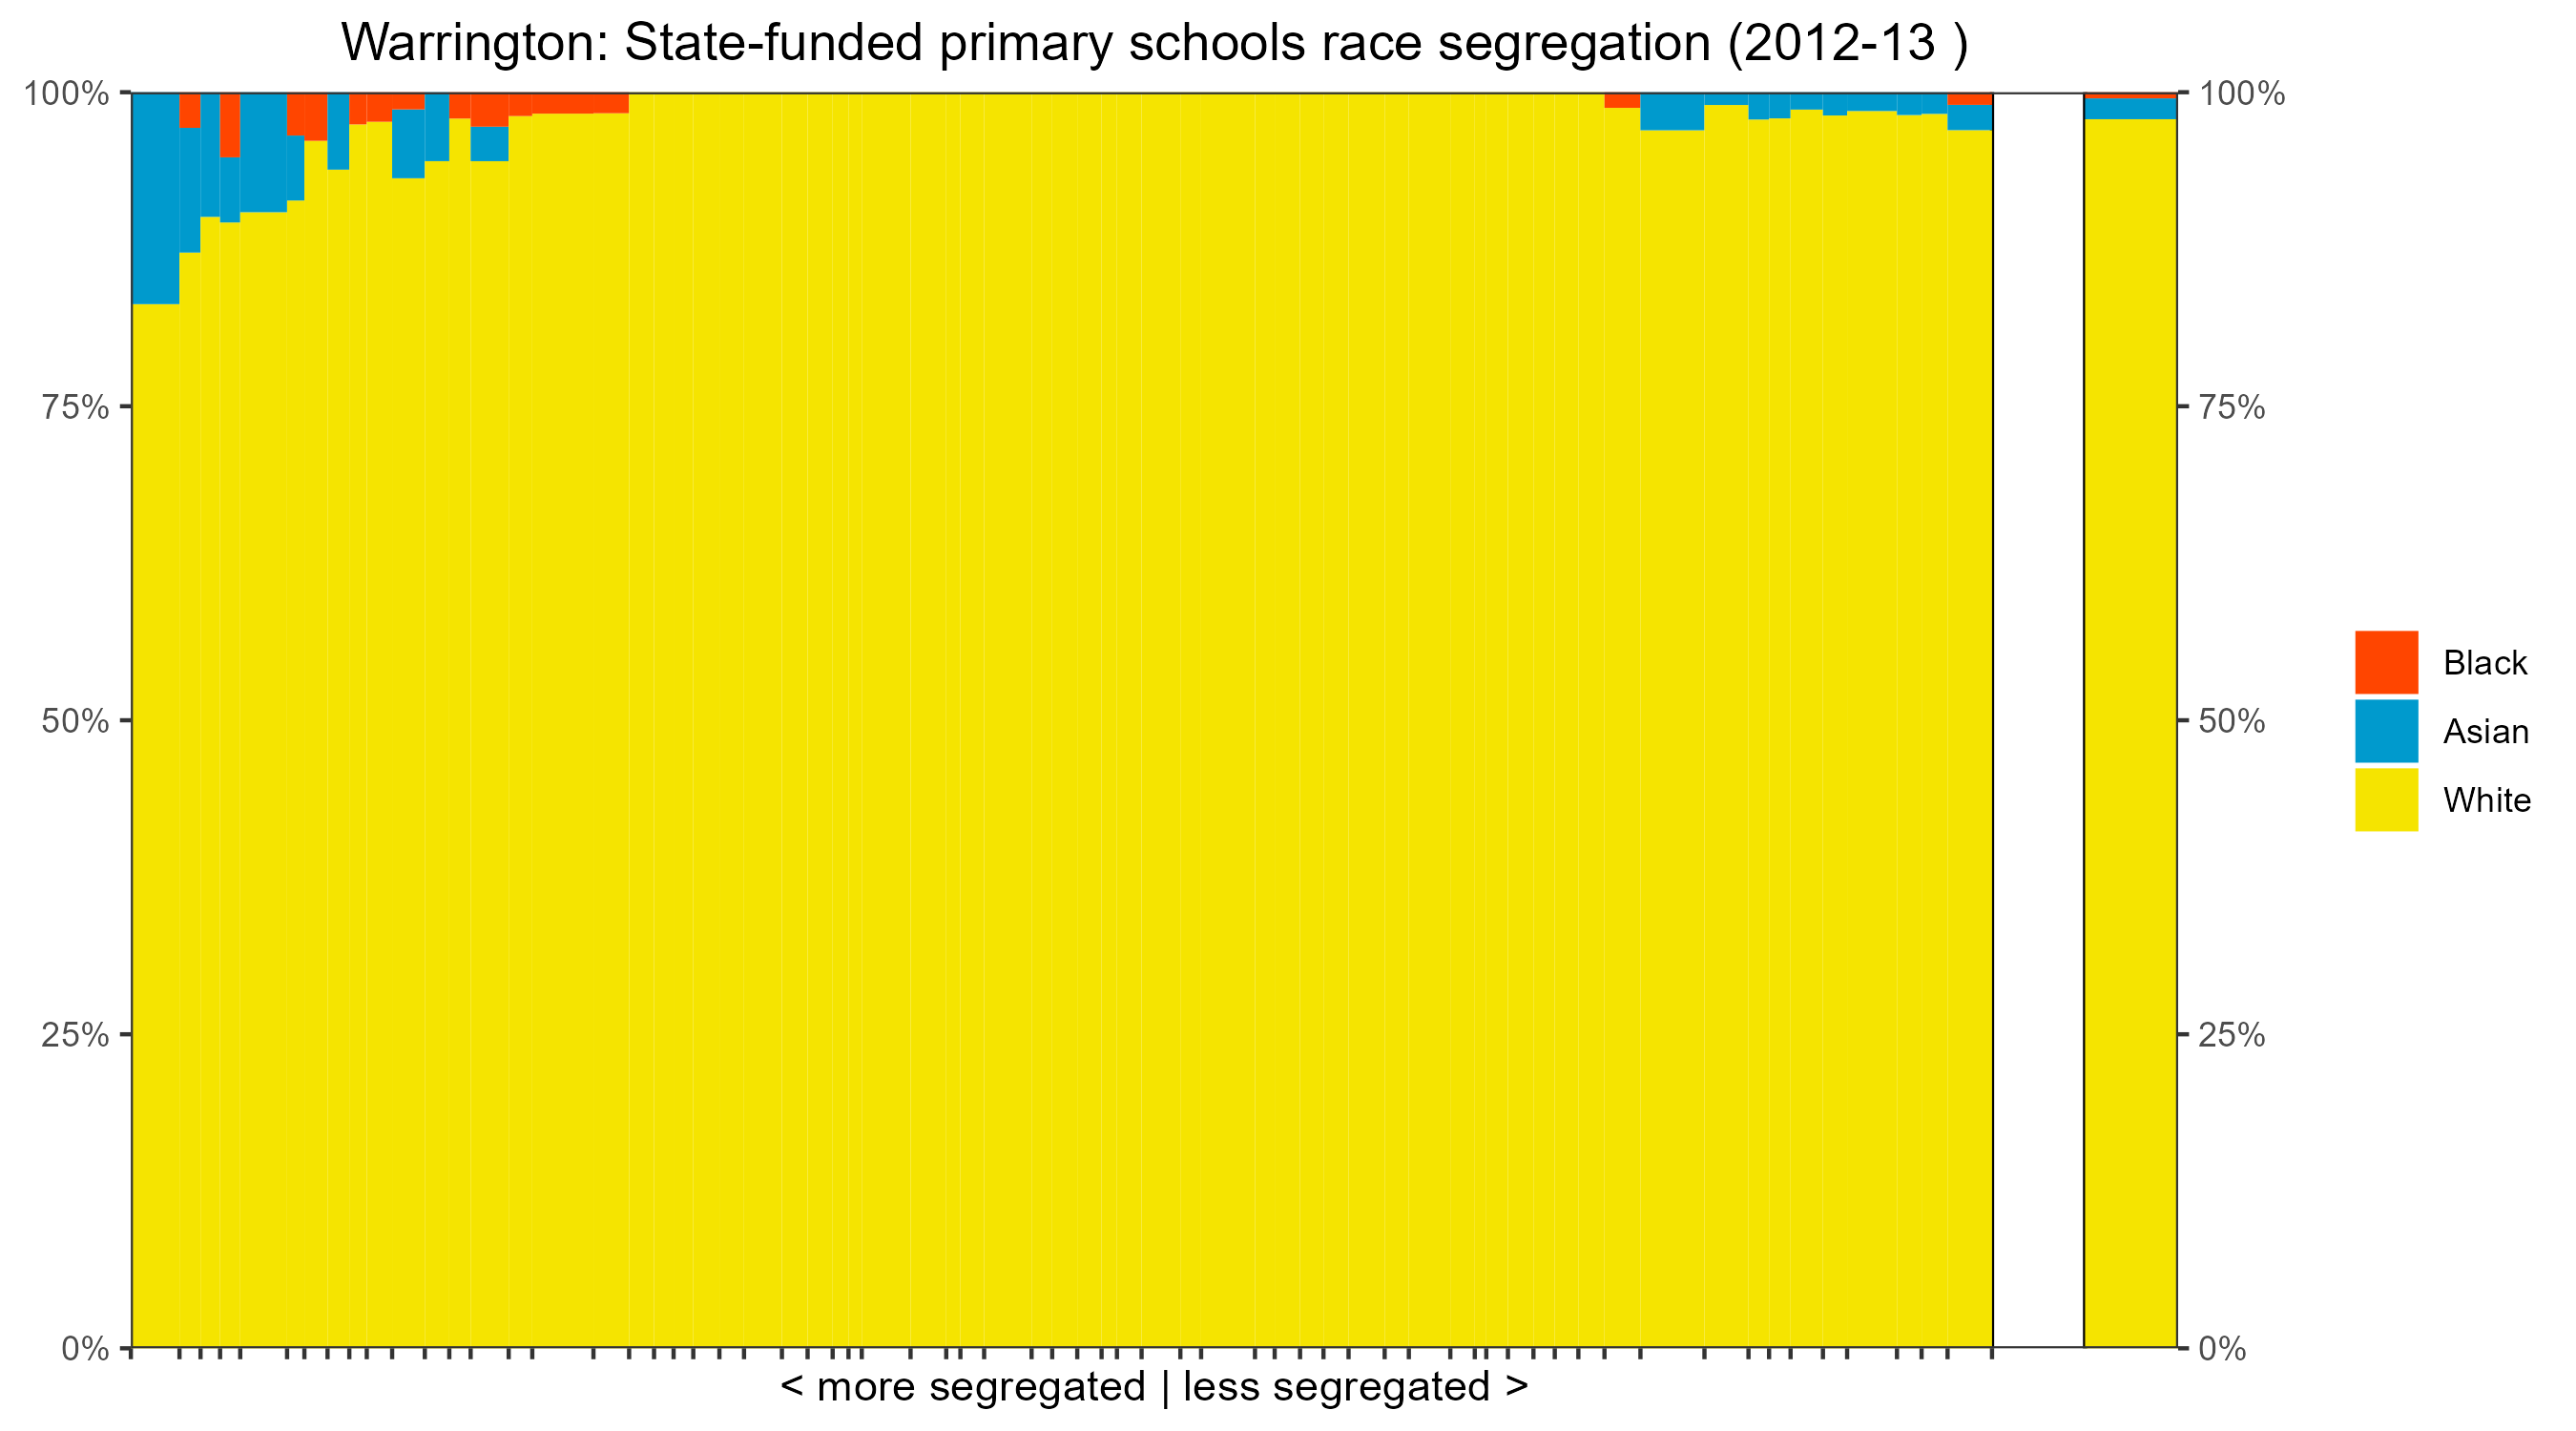 Warrington: State-funded primary schools race segregation (2012-13 )
100%
75%
50%
25%
0%
100%
75%
50%
25%
0%
Black
Asian
White
< more segregated | less segregated >